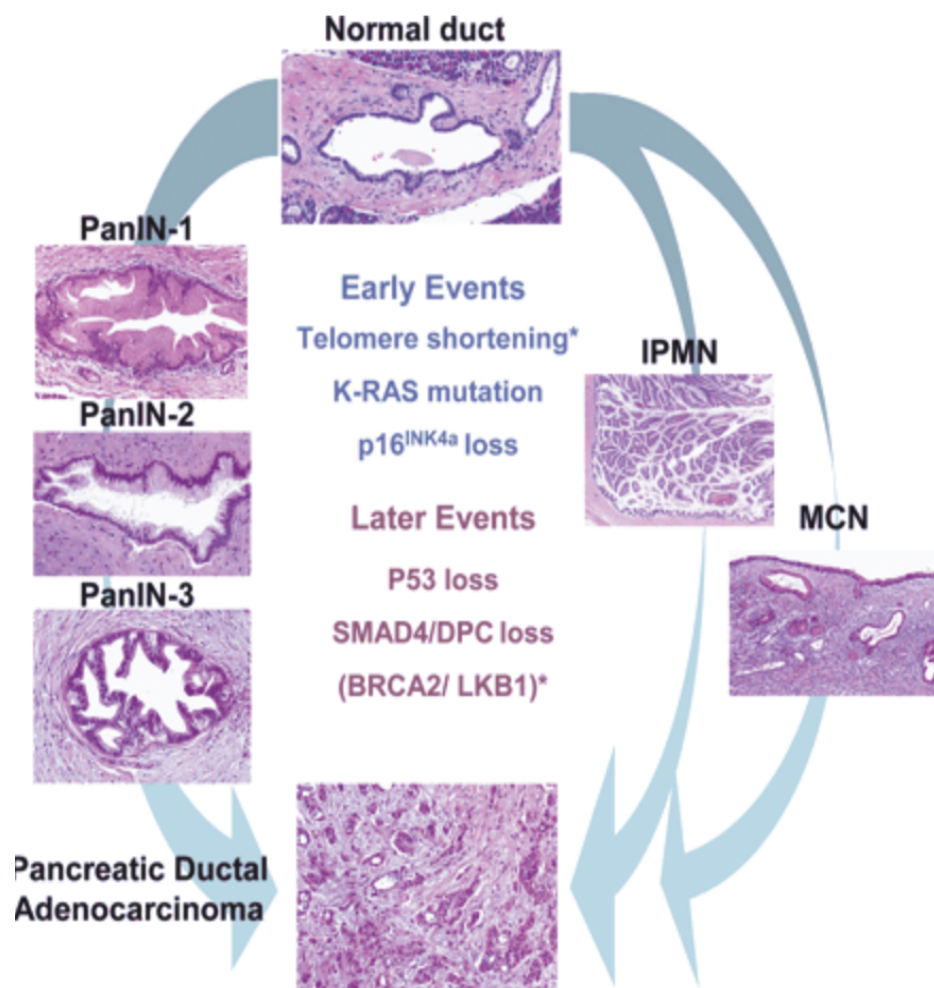 Normal duct
PanIN-1
Early Events
Telomere shortening*
IPMN
K-RAS mutation
PanIN-2
p16INK4a loss
Later Events
MCN
P53 loss
PanIN-3
SMAD4/DPC loss
(BRCA2/ LKB1)*
Pancreatic Ductal
Adenocarcinoma